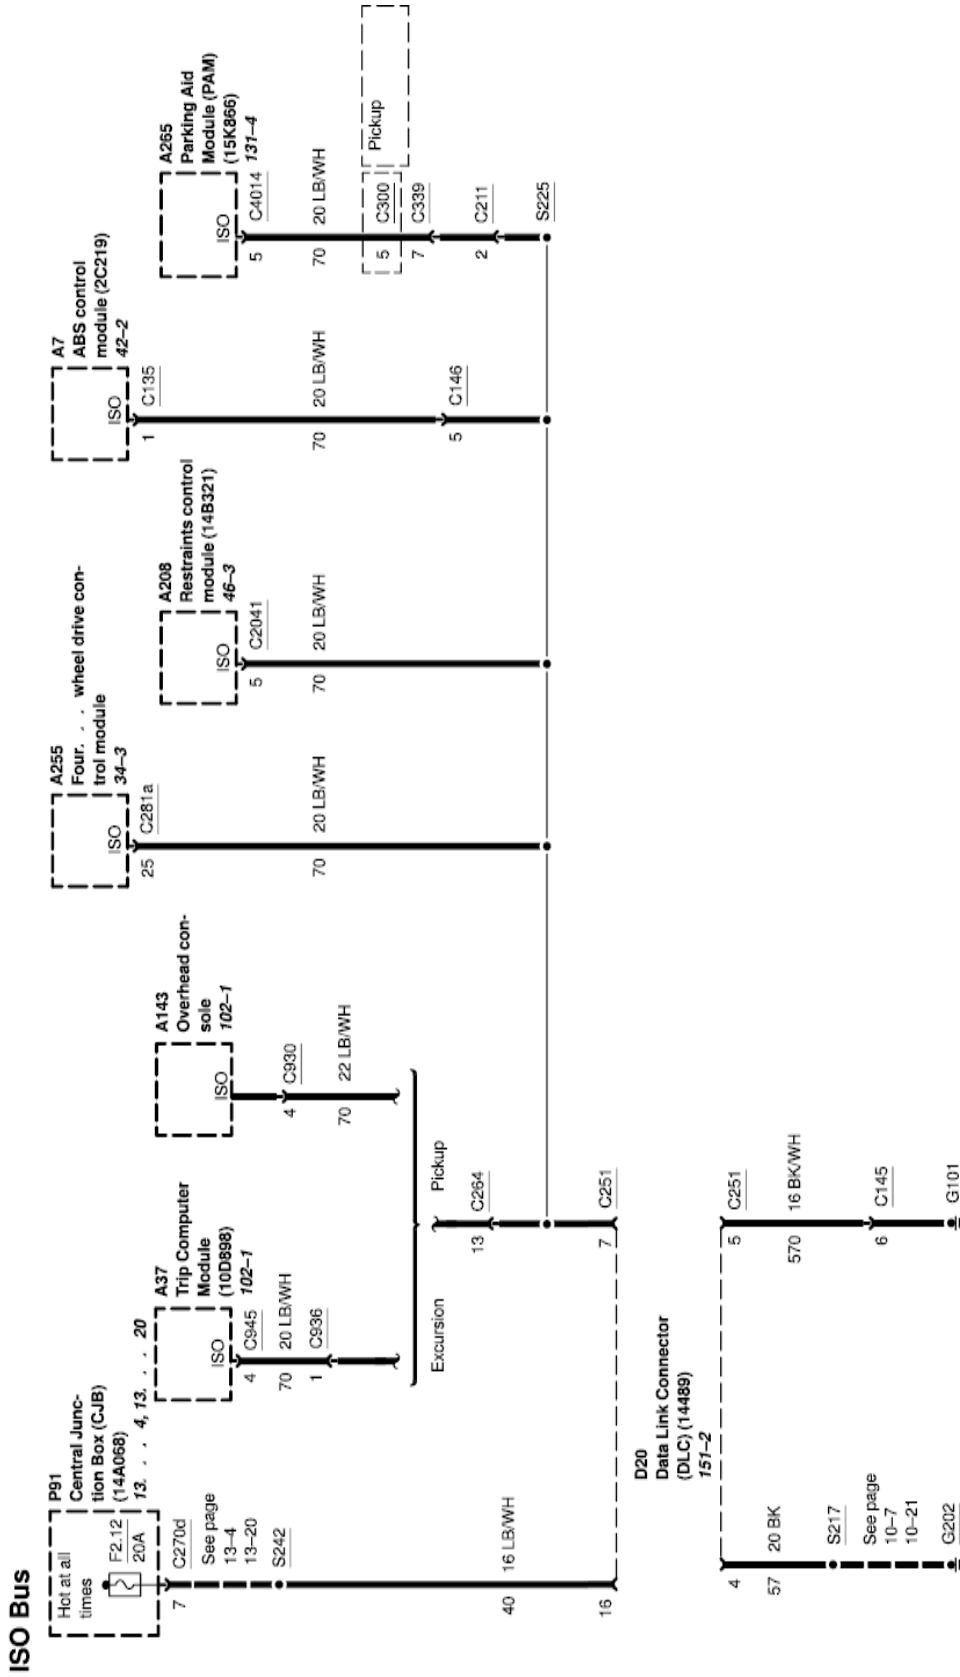 ISO Bus
P91
Central Junc-
tion Box (CJB)
(14A068)
13. . . 4, 13. . . 20
Hot at all
times
F2.12
20A
7
C270d
See page
13–4
13–20
S242
40
16 LB/WH
16
A37
Trip Computer
Module
(10D898)
102–1
ISO
4
C945
70
20 LB/WH
1
C936
A143
Overhead con-
sole
102–1
ISO
4
C930
70
22 LB/WH
Excursion
Pickup
13
C264
7
C251
A255
Four. . . wheel drive con-
trol module
34–3
ISO
25
C281a
70
20 LB/WH
A208
Restraints control
module (14B321)
46–3
ISO
5
C2041
70
20 LB/WH
A7
ABS control
module (2C219)
42–2
ISO
1
C135
70
20 LB/WH
5
C146
A265
Parking Aid
Module (PAM)
(15K866)
131–4
ISO
5
C4014
70
20 LB/WH
5
C300
Pickup
7
C339
2
C211
S225
D20
Data Link Connector
(DLC) (14489)
151–2
4
57
20 BK
S217
See page
10–7
10–21
G202
5
C251
570
16 BK/WH
6
C145
G101